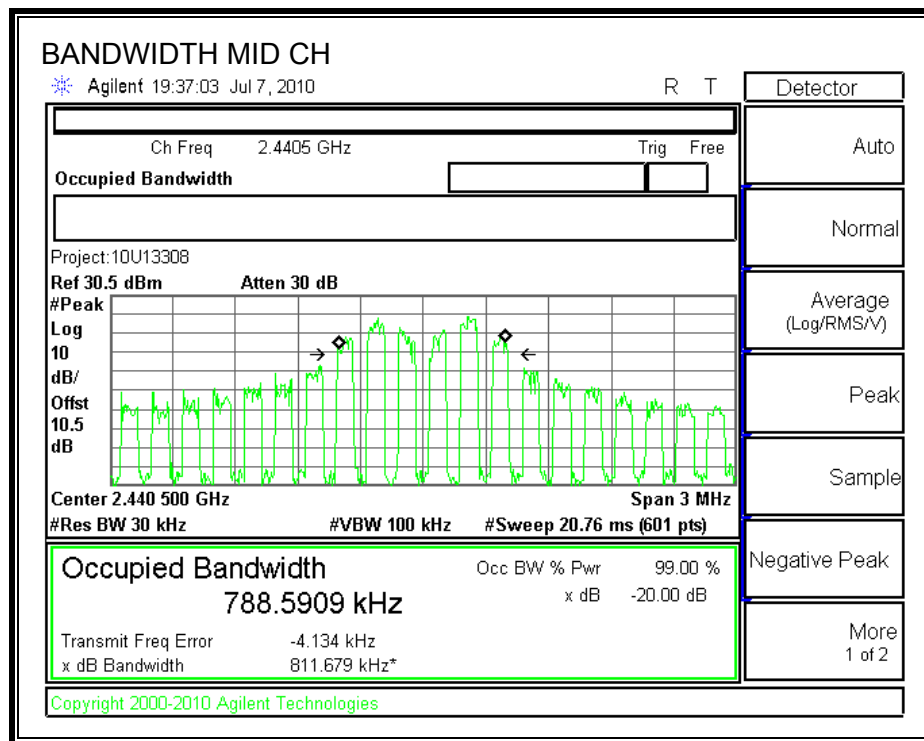 BANDWIDTH MID CH
Agilent 19:37:03 Jul 7, 2010 R T
Detector
Ch Freq 2.4405 GHz Trig Free
Occupied Bandwidth
Auto
Normal
Project:10U13308
Ref 30.5 dBm Atten 30 dB
#Peak
Log
10
dB/
Offst
10.5
dB
Average
(Log/RMS/V)
Peak
Sample
Center 2.440 500 GHz Span 3 MHz
#Res BW 30 kHz #VBW 100 kHz #Sweep 20.76 ms (601 pts)
Negative Peak
Occupied Bandwidth Occ BW % Pwr 99.00 %
788.5909 kHz x dB -20.00 dB
Transmit Freq Error -4.134 kHz
x dB Bandwidth 811.679 kHz*
More
1 of 2
Copyright 2000-2010 Agilent Technologies